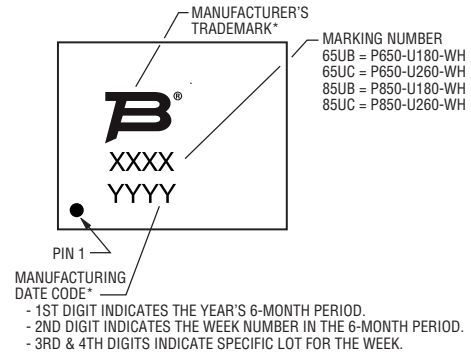 MANUFACTURER'S
TRADEMARK*
MARKING NUMBER
65UB = P650-U180-WH
65UC = P650-U260-WH
85UB = P850-U180-WH
85UC = P850-U260-WH
B®
XXXX
YYYY
PIN 1
MANUFACTURING
DATE CODE*
- 1ST DIGIT INDICATES THE YEAR'S 6-MONTH PERIOD.
- 2ND DIGIT INDICATES THE WEEK NUMBER IN THE 6-MONTH PERIOD.
- 3RD & 4TH DIGITS INDICATE SPECIFIC LOT FOR THE WEEK.